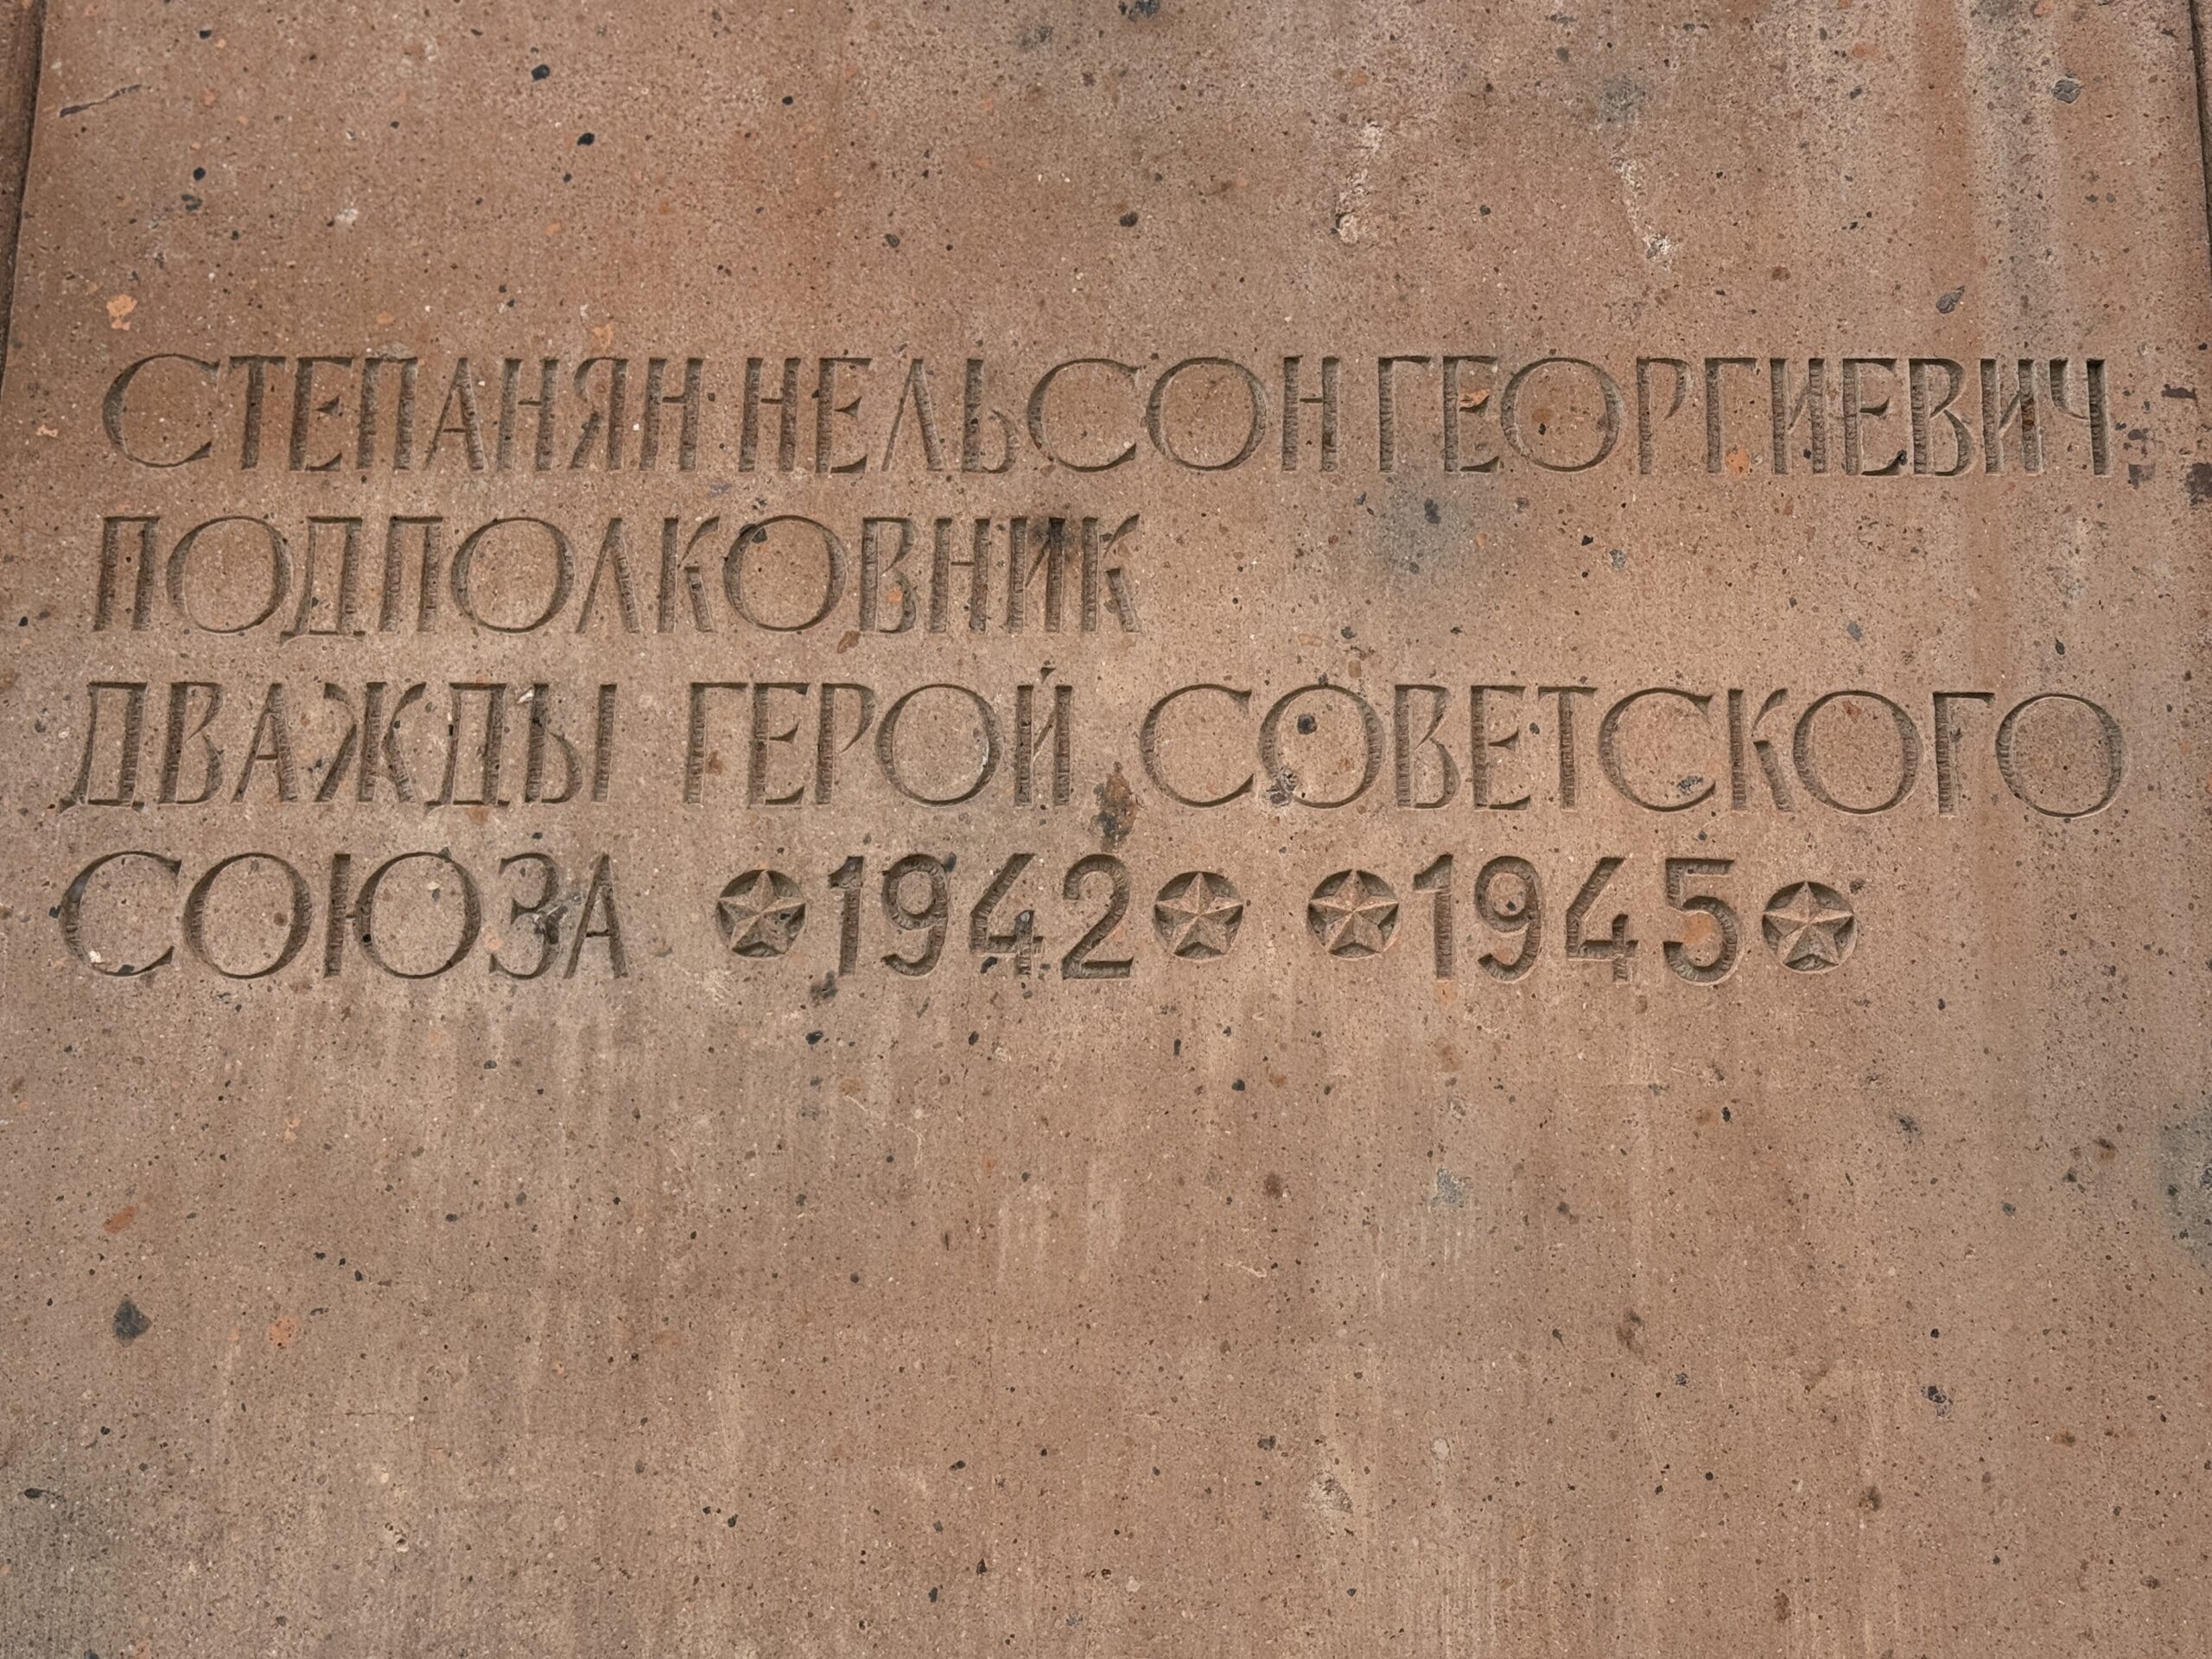 СТЕПАНЯН НЕЛЬСОН ГЕОРГИЕВИЧ
ПОДПОЛКОВНИК
ДВАЖДЫ ГЕРОЙ СОВЕТСКОГО
СОЮЗА ★1942★ ★1945★